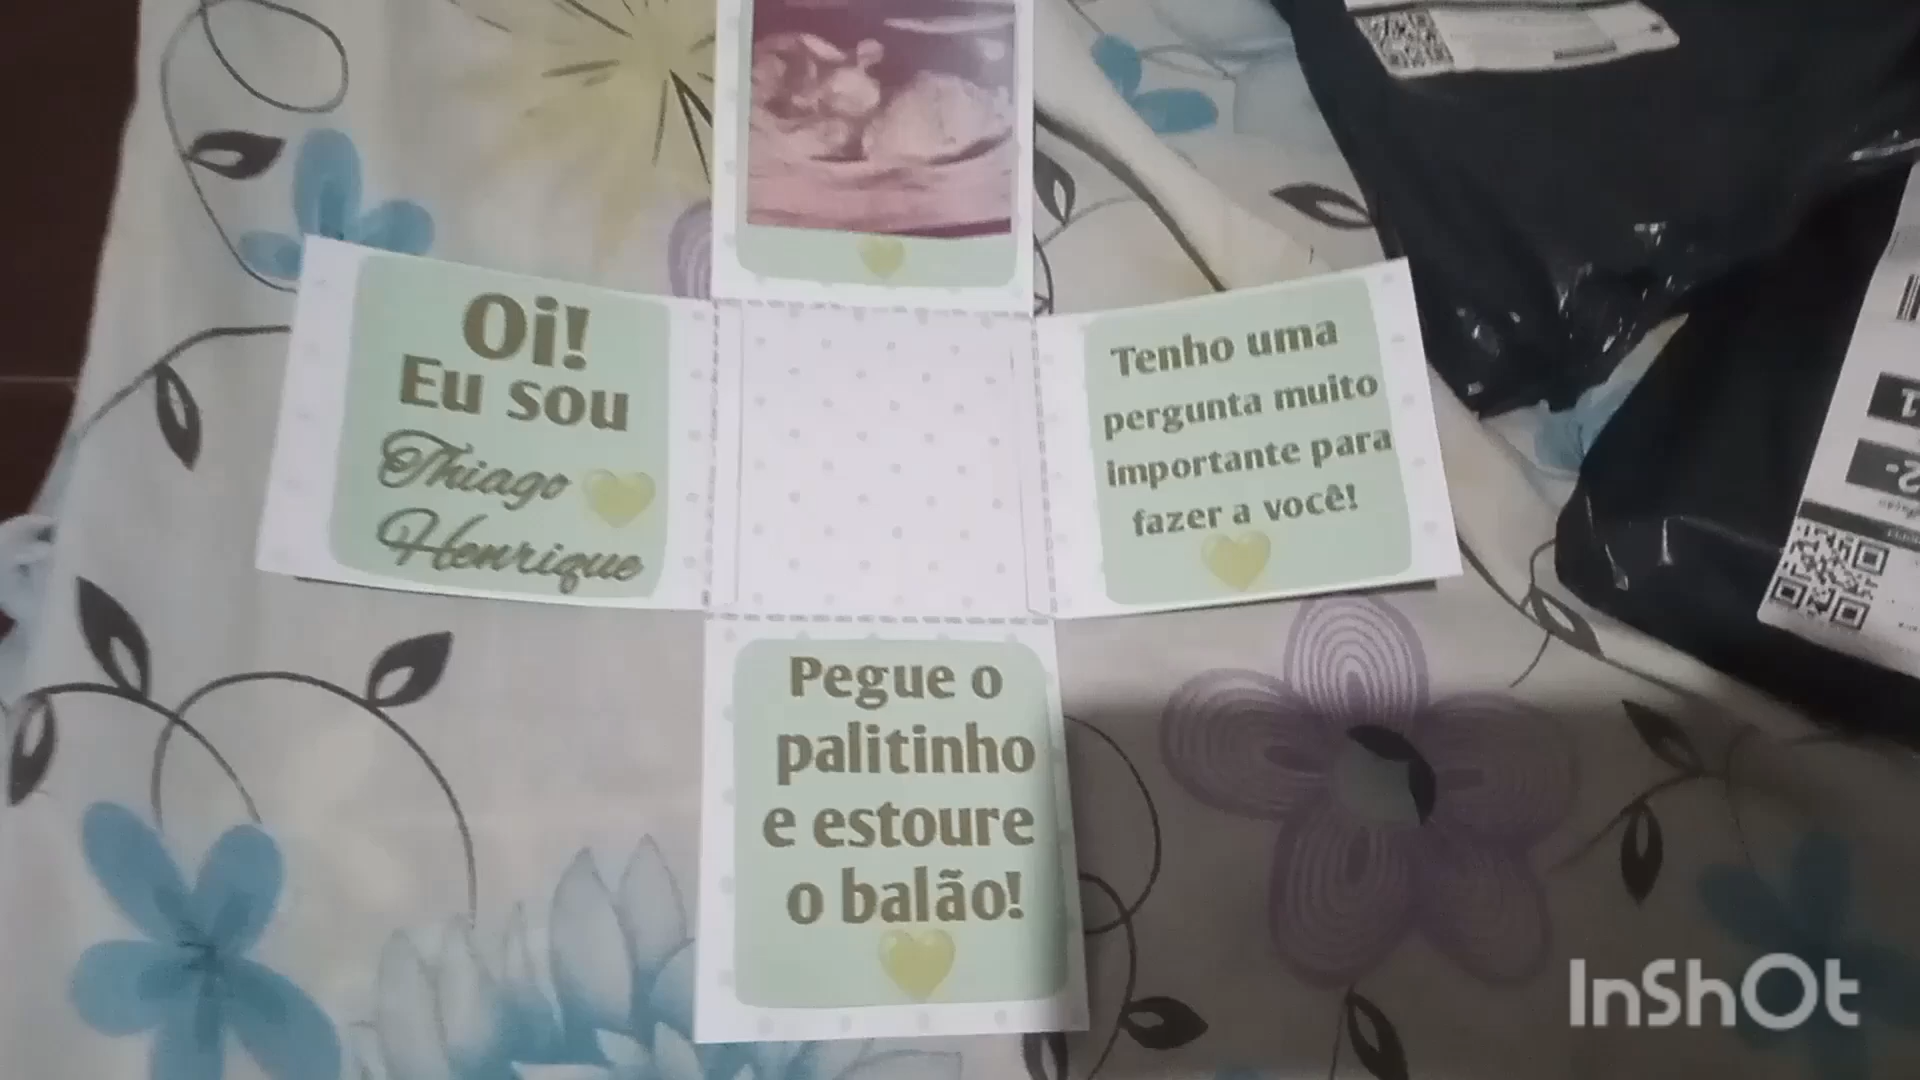 Oi!
Eu sou
Thiago
Henrique
Tenho uma
pergunta muito
importante para
fazer a você!
Pegue o
palitinho
e estoure
o balão!
InShOt